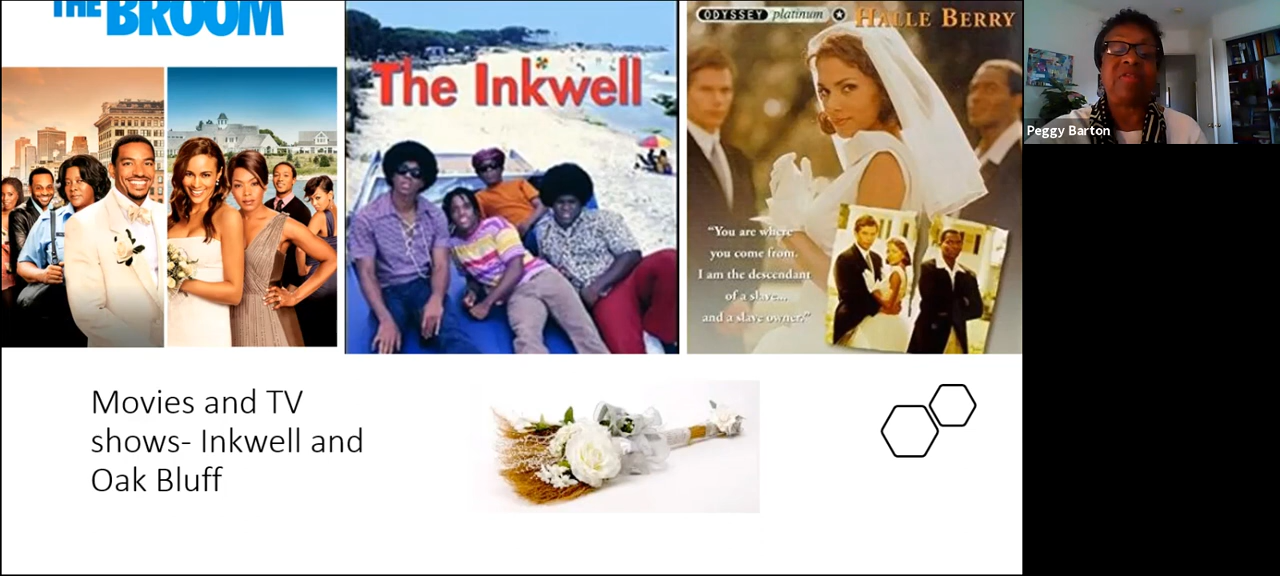 THE
BROOM
The Inkwell
ODYSSEY platinum HALLE BERRY
“You are where
you come from.
I am the descendant
of a slave...
and a slave owner.”
Peggy Barton
Movies and TV
shows- Inkwell and
Oak Bluff